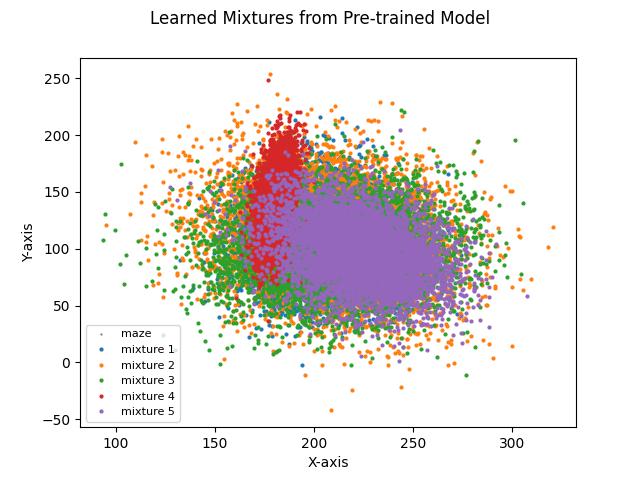 Learned Mixtures from Pre-trained Model
250
200
150
100
50
0
−50
Y-axis
maze
mixture 1
mixture 2
mixture 3
mixture 4
mixture 5
100
150
200
250
300
X-axis